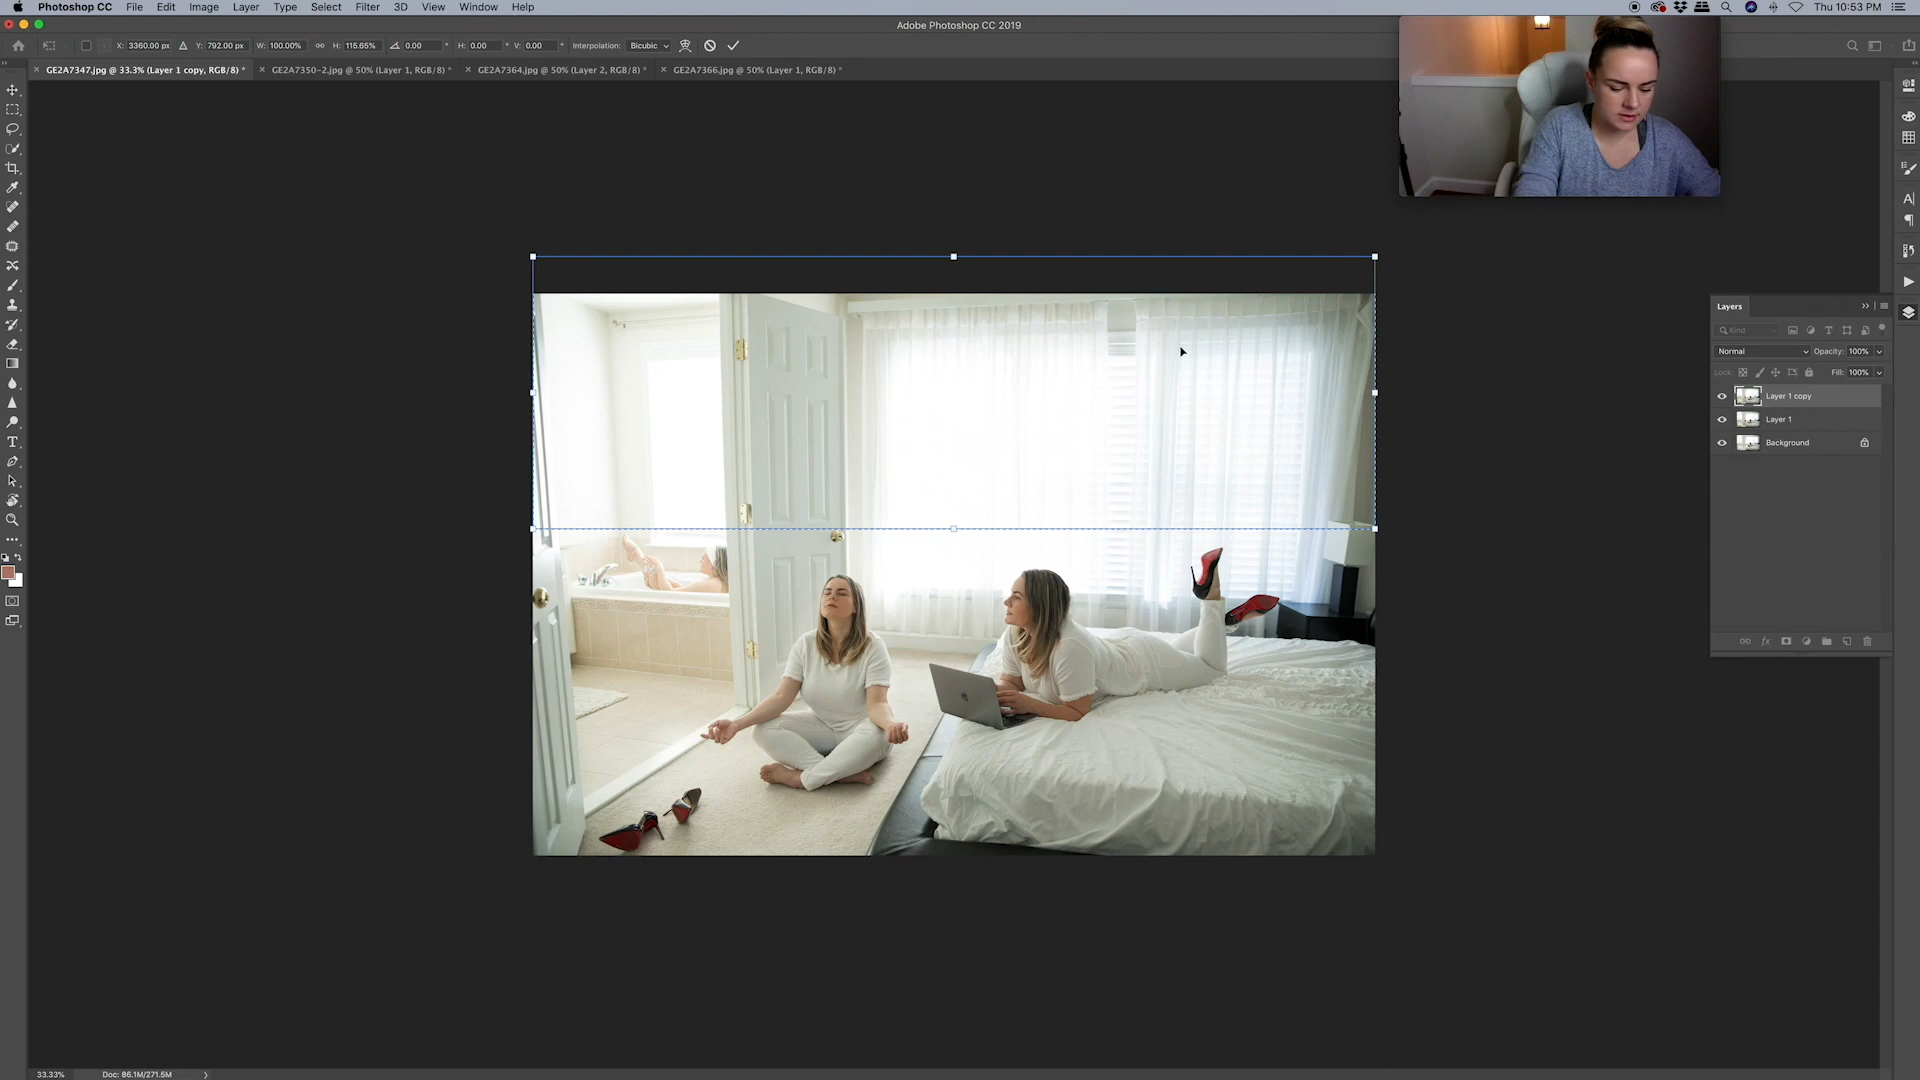 Photoshop CC File Edit Image Layer Type Select Filter 3D View Window Help Thu 10:53 PM
Adobe Photoshop CC 2019
X: 3360.00 px Y: 792.00 px W: 100.00% H: 115.65% 0.00 ° H: 0.00 ° V: 0.00 ° Interpolation: Bicubic
× GE2A7347.jpg @ 33.3% (Layer 1 copy, RGB/8) * × GE2A7350-2.jpg @ 50% (Layer 1, RGB/8) * × GE2A7364.jpg @ 50% (Layer 2, RGB/8) * × GE2A7366.jpg @ 50% (Layer 1, RGB/8) *
Layers
Kind
Normal Opacity: 100%
Lock: Fill: 100%
Layer 1 copy
Layer 1
Background
33.33% Doc: 86.1M/271.5M